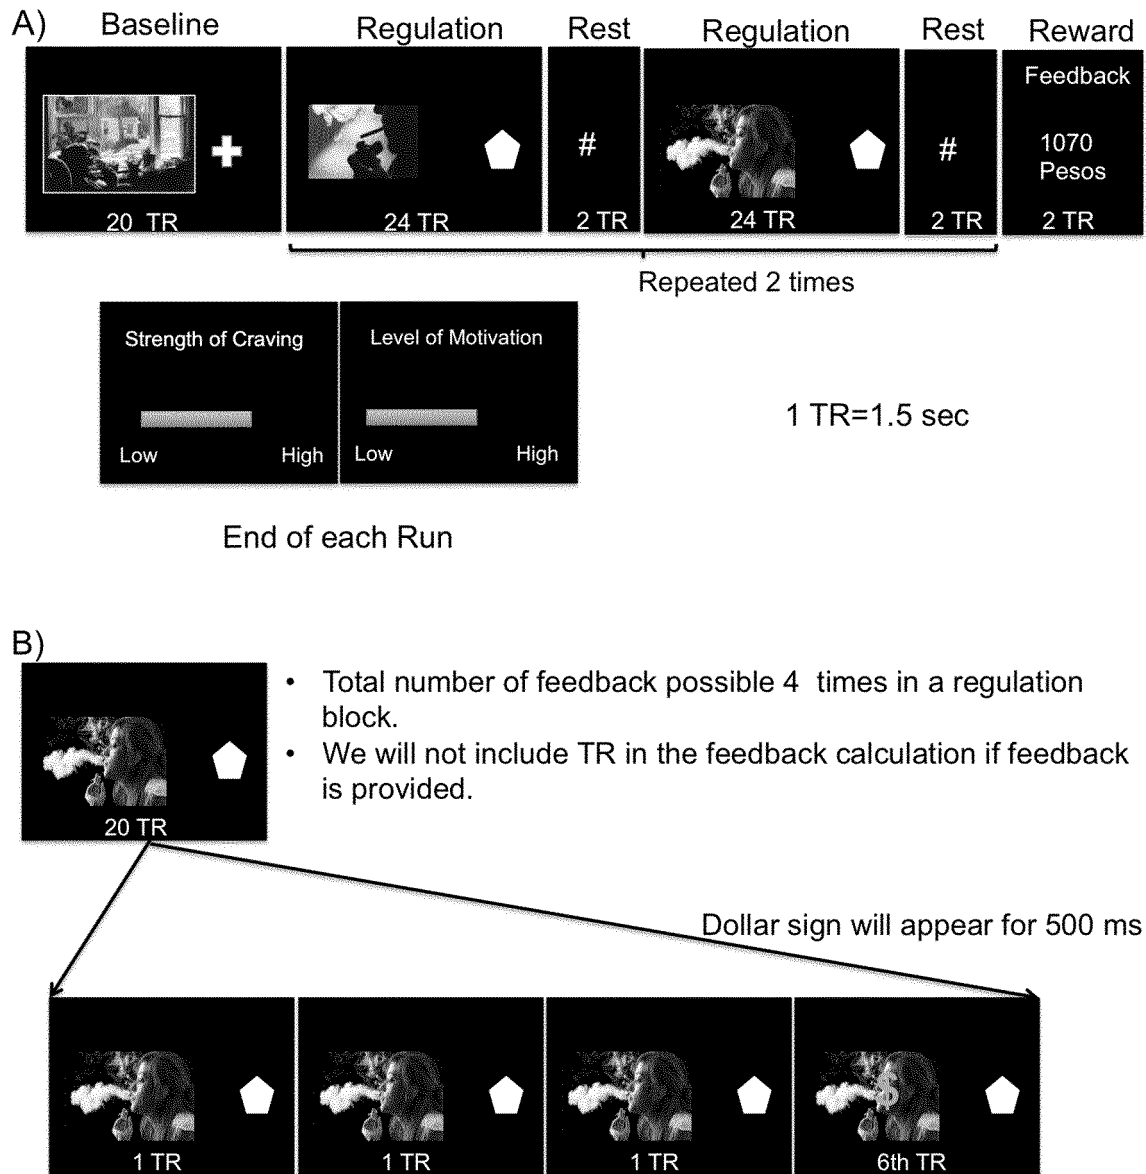 A)
Baseline
Regulation
Rest
Regulation
Rest
Reward
Feedback
#
#
1070
Pesos
20 TR
24 TR
2 TR
24 TR
2 TR
2 TR
Repeated 2 times
Strength of Craving
Level of Motivation
1 TR=1.5 sec
Low
High
Low
High
End of each Run
B)
• Total number of feedback possible 4 times in a regulation
block.
• We will not include TR in the feedback calculation if feedback
is provided.
20 TR
Dollar sign will appear for 500 ms
$
1 TR
1 TR
1 TR
6th TR